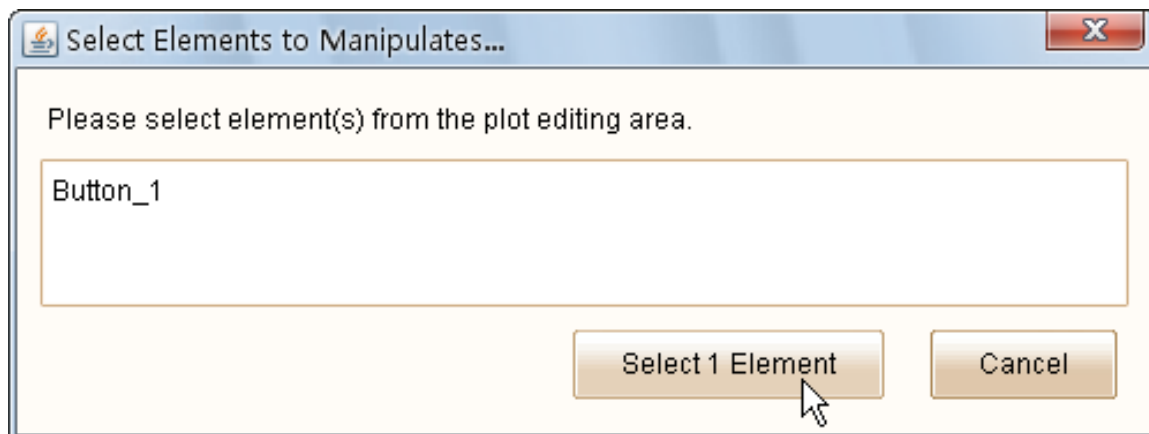 Select Elements to Manipulates...
Please select element(s) from the plot editing area.
Button_1
Select 1 Element
Cancel